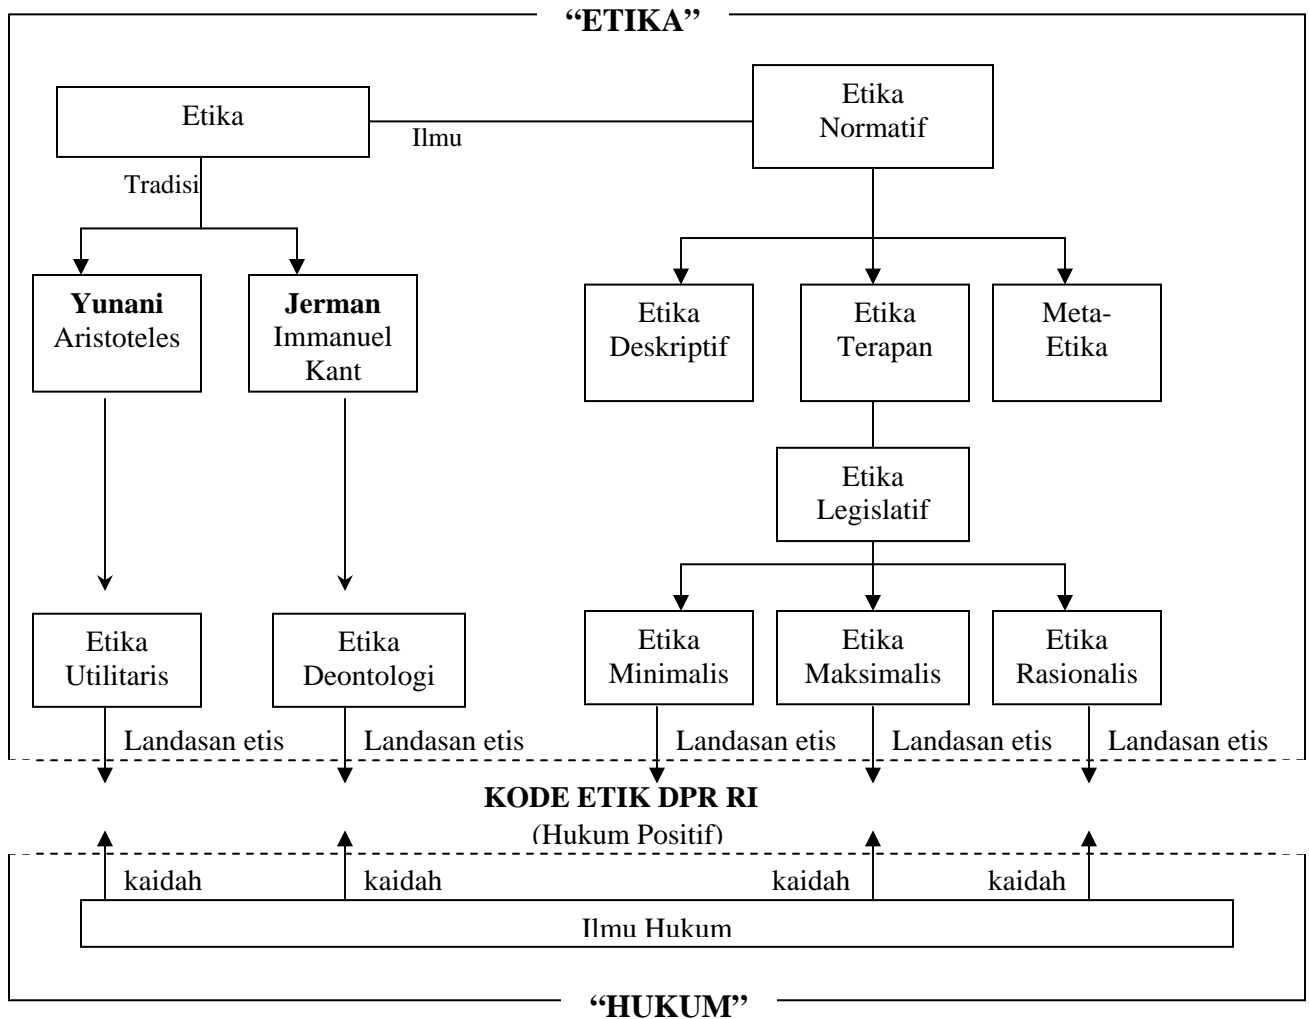 “ETIKA”
Etika
Ilmu
Etika
Normatif
Tradisi
Yunani
Aristoteles
Jerman
Immanuel
Kant
Etika
Deskriptif
Etika
Terapan
Meta-
Etika
Etika
Legislatif
Etika
Utilitaris
Etika
Deontologi
Etika
Minimalis
Etika
Maksimalis
Etika
Rasionalis
Landasan etis
Landasan etis
Landasan etis
Landasan etis
Landasan etis
KODE ETIK DPR RI
(Hukum Positif)
kaidah
kaidah
kaidah
kaidah
Ilmu Hukum
“HUKUM”